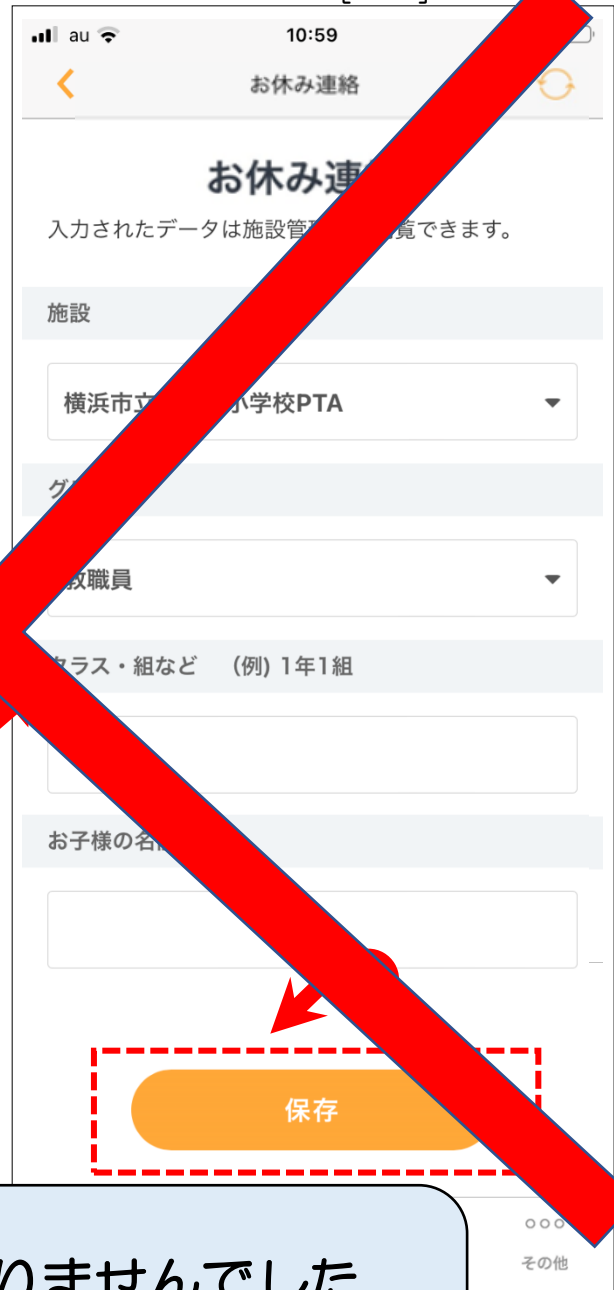 au 10:59
お休み連絡
お休み連
入力されたデータは施設管 覧できます。
施設
横浜市立 小学校PTA
グ
教職員
クラス・組など （例) 1年1組
お子様の名
保存
その他
りませんでした